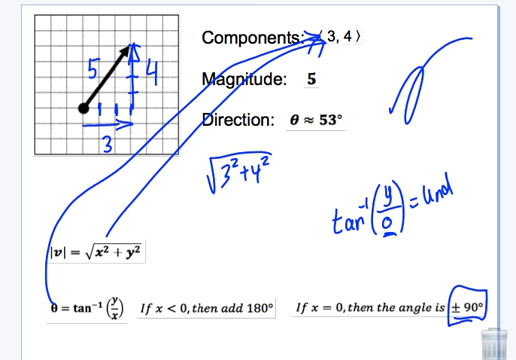 Components: ⟨3, 4⟩
5
4
Magnitude: 5
Direction: θ ≈ 53°
3
√3²+4²
tan⁻¹(y/0) = und
|v| = √x² + y²
θ = tan⁻¹(y/x) If x < 0, then add 180° If x = 0, then the angle is ± 90°